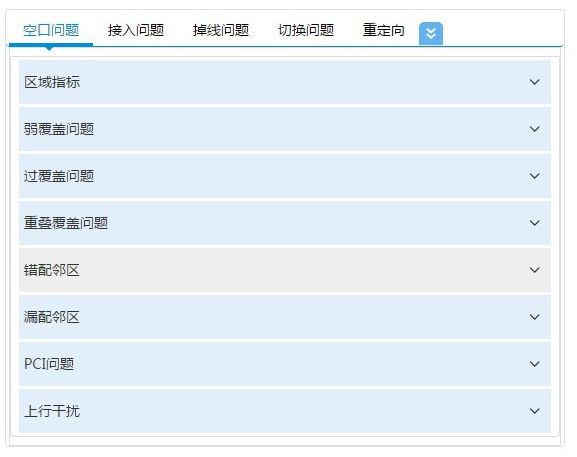 空口问题 接入问题 掉线问题 切换问题 重定向
区域指标
弱覆盖问题
过覆盖问题
重叠覆盖问题
错配邻区
漏配邻区
PCI问题
上行干扰